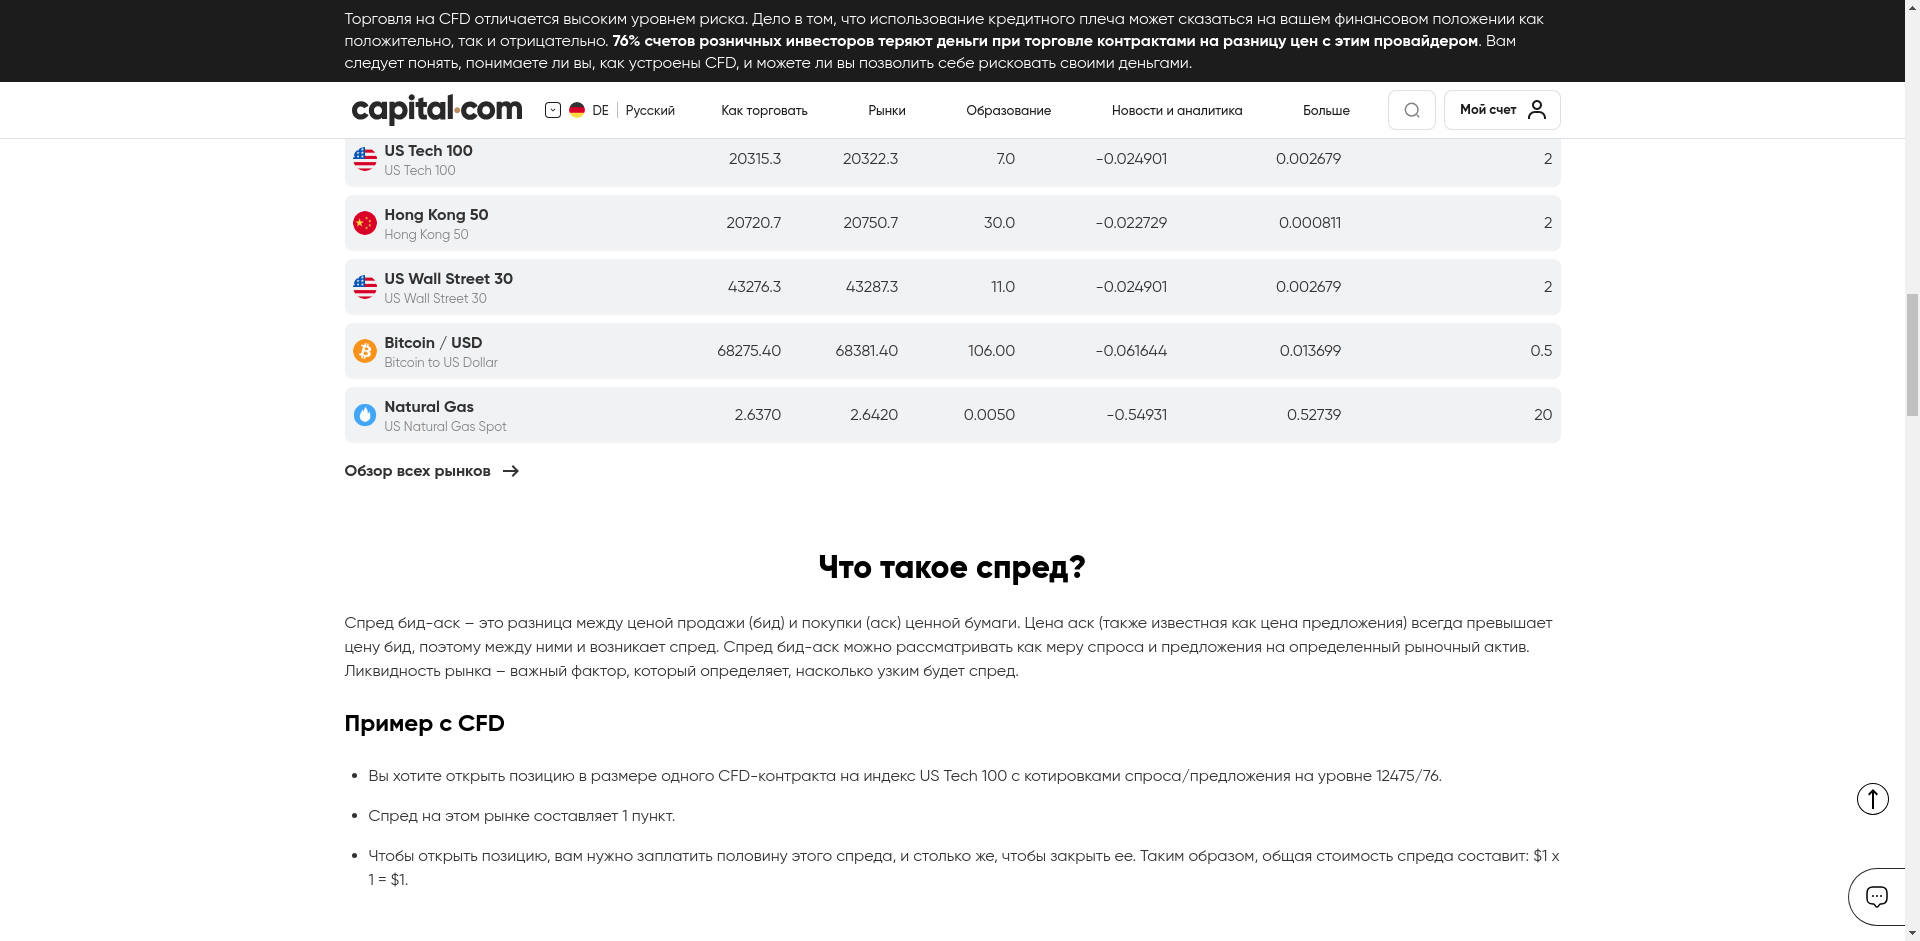 Торговля на CFD отличается высоким уровнем риска. Дело в том, что использование кредитного плеча может сказаться на вашем финансовом положении как
положительно, так и отрицательно. 76% счетов розничных инвесторов теряют деньги при торговле контрактами на разницу цен с этим провайдером. Вам
следует понять, понимаете ли вы, как устроены CFD, и можете ли вы позволить себе рисковать своими деньгами.
capital.com DE Русский Как торговать Рынки Образование Новости и аналитика Больше Мой счет
US Tech 100 20315.3 20322.3 7.0 -0.024901 0.002679 2
US Tech 100
Hong Kong 50 20720.7 20750.7 30.0 -0.022729 0.000811 2
Hong Kong 50
US Wall Street 30 43276.3 43287.3 11.0 -0.024901 0.002679 2
US Wall Street 30
Bitcoin / USD 68275.40 68381.40 106.00 -0.061644 0.013699 0.5
Bitcoin to US Dollar
Natural Gas 2.6370 2.6420 0.0050 -0.54931 0.52739 20
US Natural Gas Spot
Обзор всех рынков
Что такое спред?
Спред бид-аск – это разница между ценой продажи (бид) и покупки (аск) ценной бумаги. Цена аск (также известная как цена предложения) всегда превышает
цену бид, поэтому между ними и возникает спред. Спред бид-аск можно рассматривать как меру спроса и предложения на определенный рыночный актив.
Ликвидность рынка – важный фактор, который определяет, насколько узким будет спред.
Пример с CFD
• Вы хотите открыть позицию в размере одного CFD-контракта на индекс US Tech 100 с котировками спроса/предложения на уровне 12475/76.
• Спред на этом рынке составляет 1 пункт.
• Чтобы открыть позицию, вам нужно заплатить половину этого спреда, и столько же, чтобы закрыть ее. Таким образом, общая стоимость спреда составит: $1 x
1 = $1.